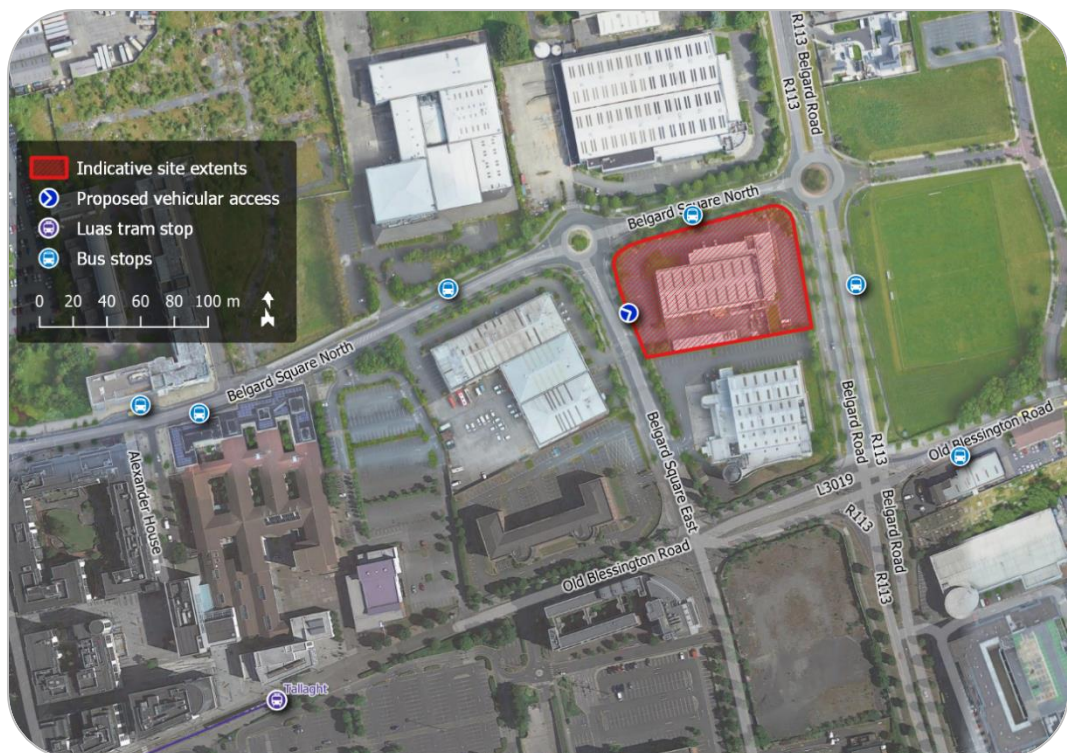 R113 Belgard Road
R113
Indicative site extents
Proposed vehicular access
Luas tram stop
Bus stops
0 20 40 60 80 100 m
Belgard Square North
Belgard Square North
Belgard Road
R113
Old Blessington Road
L3019
Alexander House
Belgard Square East
R113
Belgard Road
R113
Old Blessington Road
Tallaght